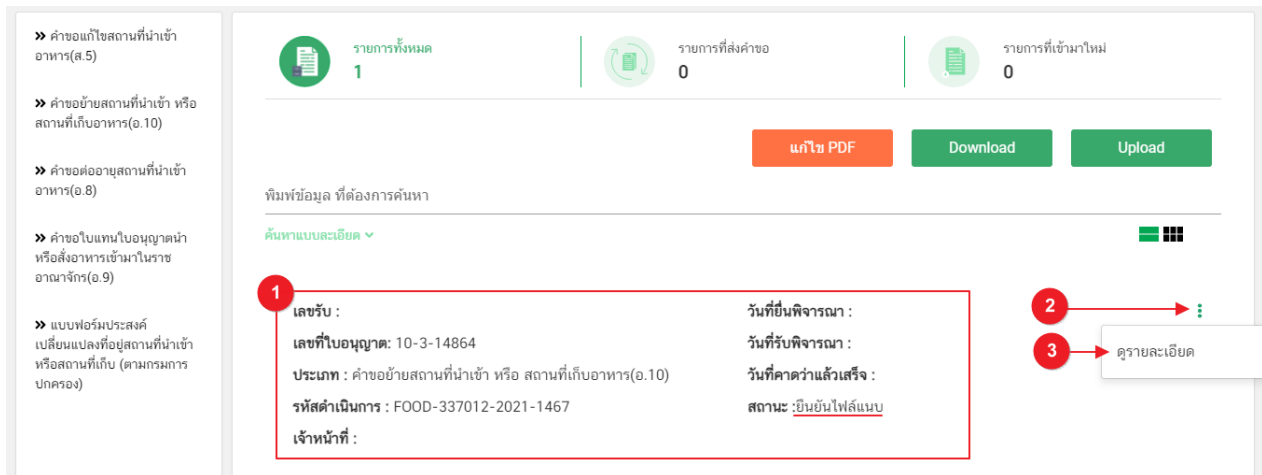 » คำขอแก้ไขสถานที่นำเข้า
อาหาร(ส.5)
» คำขอย้ายสถานที่นำเข้า หรือ
สถานที่เก็บอาหาร(อ.10)
» คำขอต่ออายุสถานที่นำเข้า
อาหาร(อ.8)
» คำขอใบแทนใบอนุญาตนำ
หรือสั่งอาหารเข้ามาในราช
อาณาจักร(อ.9)
» แบบฟอร์มประสงค์
เปลี่ยนแปลงที่อยู่สถานที่นำเข้า
หรือสถานที่เก็บ (ตามกรมการ
ปกครอง)
รายการทั้งหมด
1
รายการที่ส่งคำขอ
0
รายการที่เข้ามาใหม่
0
แก้ไข PDF
Download
Upload
พิมพ์ข้อมูล ที่ต้องการค้นหา
ค้นหาแบบละเอียด
1
เลขรับ :
เลขที่ใบอนุญาต: 10-3-14864
ประเภท : คำขอย้ายสถานที่นำเข้า หรือ สถานที่เก็บอาหาร(อ.10)
รหัสดำเนินการ : FOOD-337012-2021-1467
เจ้าหน้าที่ :
วันที่ยื่นพิจารณา :
วันที่รับพิจารณา :
วันที่คาดว่าแล้วเสร็จ :
สถานะ :ยืนยันไฟล์แนบ
2
3
ดูรายละเอียด